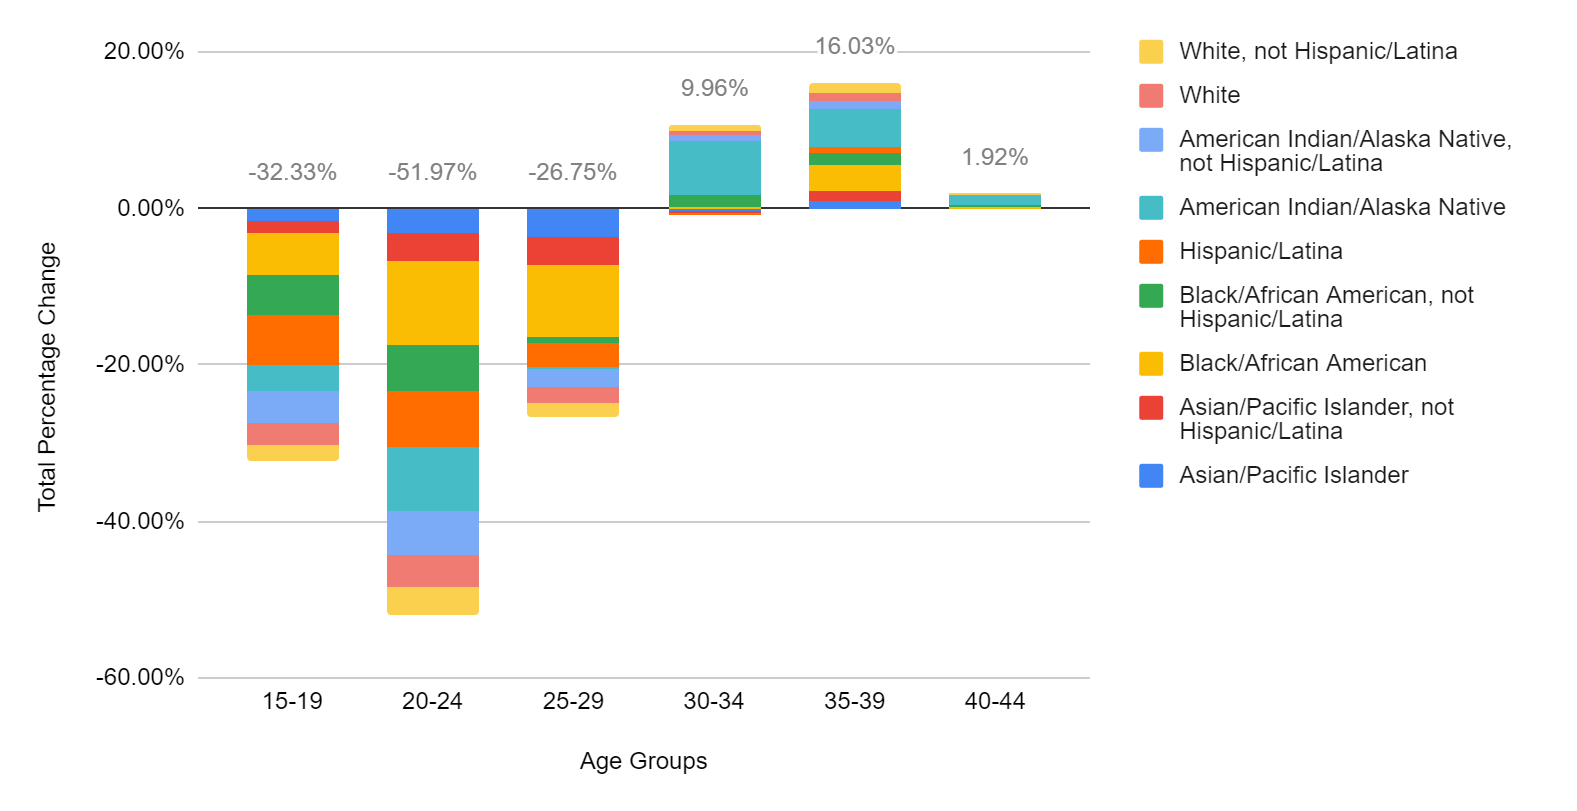 20.00%
0.00%
-20.00%
-40.00%
-60.00%
Total Percentage Change
-32.33%
-51.97%
-26.75%
9.96%
16.03%
1.92%
15-19
20-24
25-29
30-34
35-39
40-44
Age Groups
White, not Hispanic/Latina
White
American Indian/Alaska Native,
not Hispanic/Latina
American Indian/Alaska Native
Hispanic/Latina
Black/African American, not
Hispanic/Latina
Black/African American
Asian/Pacific Islander, not
Hispanic/Latina
Asian/Pacific Islander